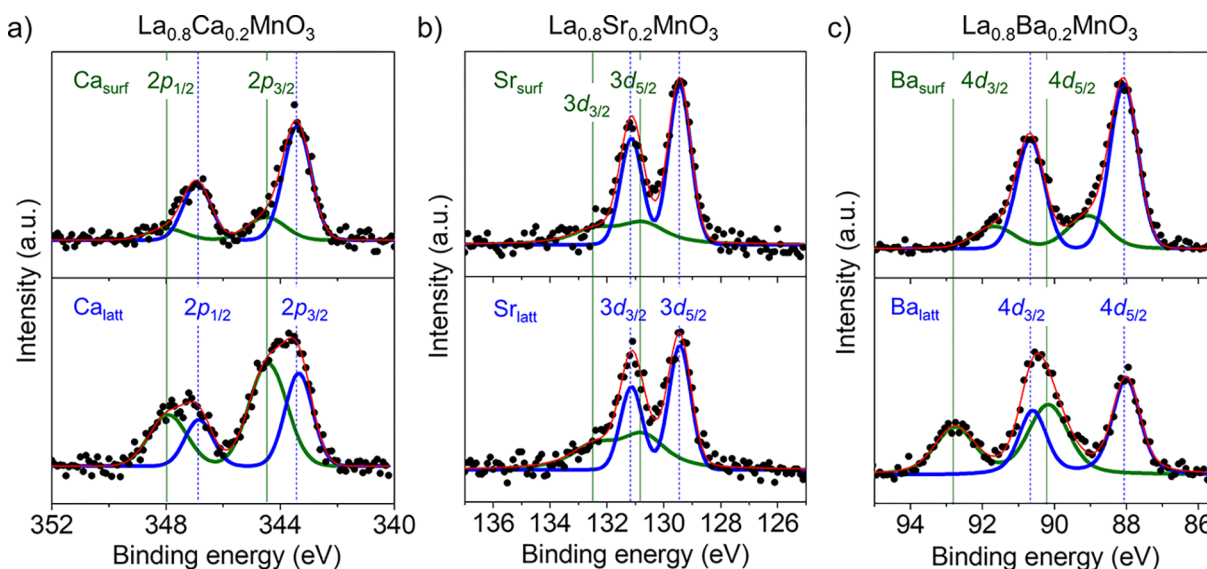 a) La0.8Ca0.2MnO3
b) La0.8Sr0.2MnO3
c) La0.8Ba0.2MnO3
Intensity (a.u.)
Casurf 2p1/2 2p3/2
Calatt 2p1/2 2p3/2
352 348 344 340
Binding energy (eV)
Intensity (a.u.)
Srsurf 3d5/2
3d3/2
Srlatt 3d3/2 3d5/2
136 134 132 130 128 126
Binding energy (eV)
Intensity (a.u.)
Basurf 4d3/2 4d5/2
Balatt 4d3/2 4d5/2
94 92 90 88 86
Binding energy (eV)